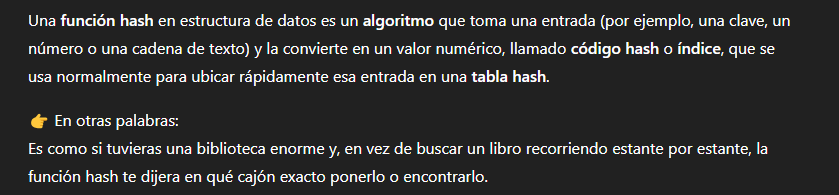 Una función hash en estructura de datos es un algoritmo que toma una entrada (por ejemplo, una clave, un
número o una cadena de texto) y la convierte en un valor numérico, llamado código hash o índice, que se
usa normalmente para ubicar rápidamente esa entrada en una tabla hash.
👉 En otras palabras:
Es como si tuvieras una biblioteca enorme y, en vez de buscar un libro recorriendo estante por estante, la
función hash te dijera en qué cajón exacto ponerlo o encontrarlo.